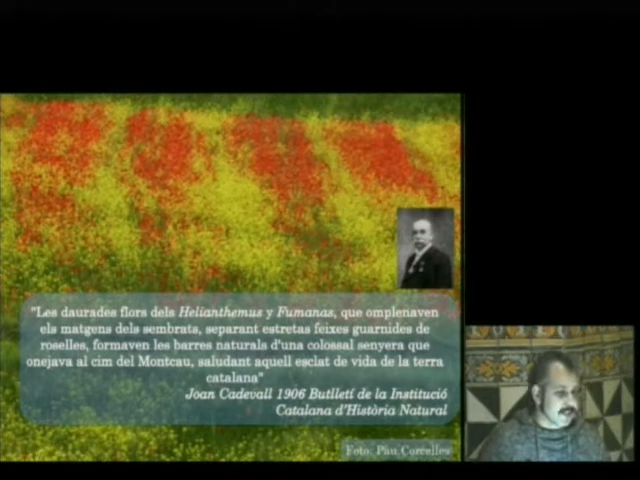 "Les daurades flors dels Helianthemus y Fumanas, que omplenaven
els matgens dels sembrats, separant estretas feixes guarnides de
roselles, formaven les barres naturals d'una colossal senyera que
onejava al cim del Montcau, saludant aquell esclat de vida de la terra
catalana"
Joan Cadevall 1906 Butlletí de la Institució
Catalana d'Història Natural
Foto: Pau Corcelles